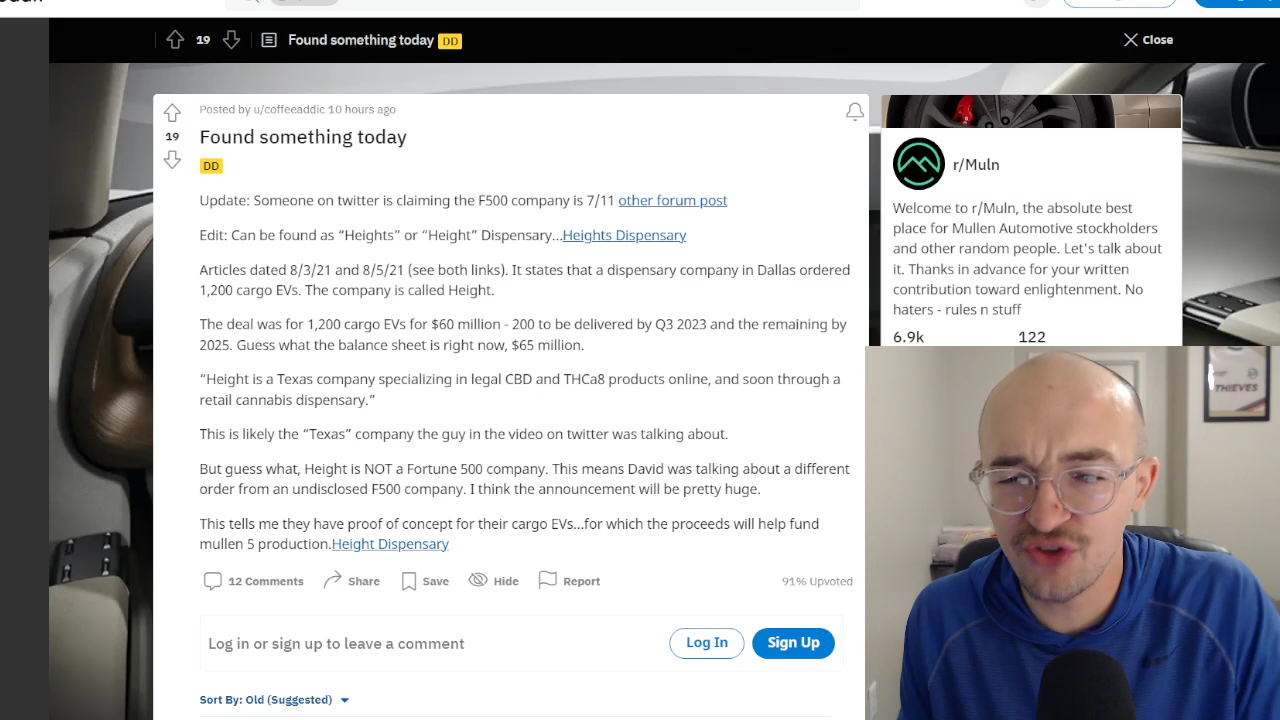 19
Found something today DD
Close
Posted by u/coffeeaddic 10 hours ago
19
Found something today
DD
Update: Someone on twitter is claiming the F500 company is 7/11 other forum post
Edit: Can be found as “Heights” or “Height” Dispensary...Heights Dispensary
Articles dated 8/3/21 and 8/5/21 (see both links). It states that a dispensary company in Dallas ordered
1,200 cargo EVs. The company is called Height.
The deal was for 1,200 cargo EVs for $60 million - 200 to be delivered by Q3 2023 and the remaining by
2025. Guess what the balance sheet is right now, $65 million.
“Height is a Texas company specializing in legal CBD and THCa8 products online, and soon through a
retail cannabis dispensary.”
This is likely the “Texas” company the guy in the video on twitter was talking about.
But guess what, Height is NOT a Fortune 500 company. This means David was talking about a different
order from an undisclosed F500 company. I think the announcement will be pretty huge.
This tells me they have proof of concept for their cargo EVs...for which the proceeds will help fund
mullen 5 production.Height Dispensary
12 Comments
Share
Save
Hide
Report
91% Upvoted
Log in or sign up to leave a comment
Log In
Sign Up
Sort By: Old (Suggested)
r/Muln
Welcome to r/Muln, the absolute best
place for Mullen Automotive stockholders
and other random people. Let's talk about
it. Thanks in advance for your written
contribution toward enlightenment. No
haters - rules n stuff
6.9k
122
THIEVES